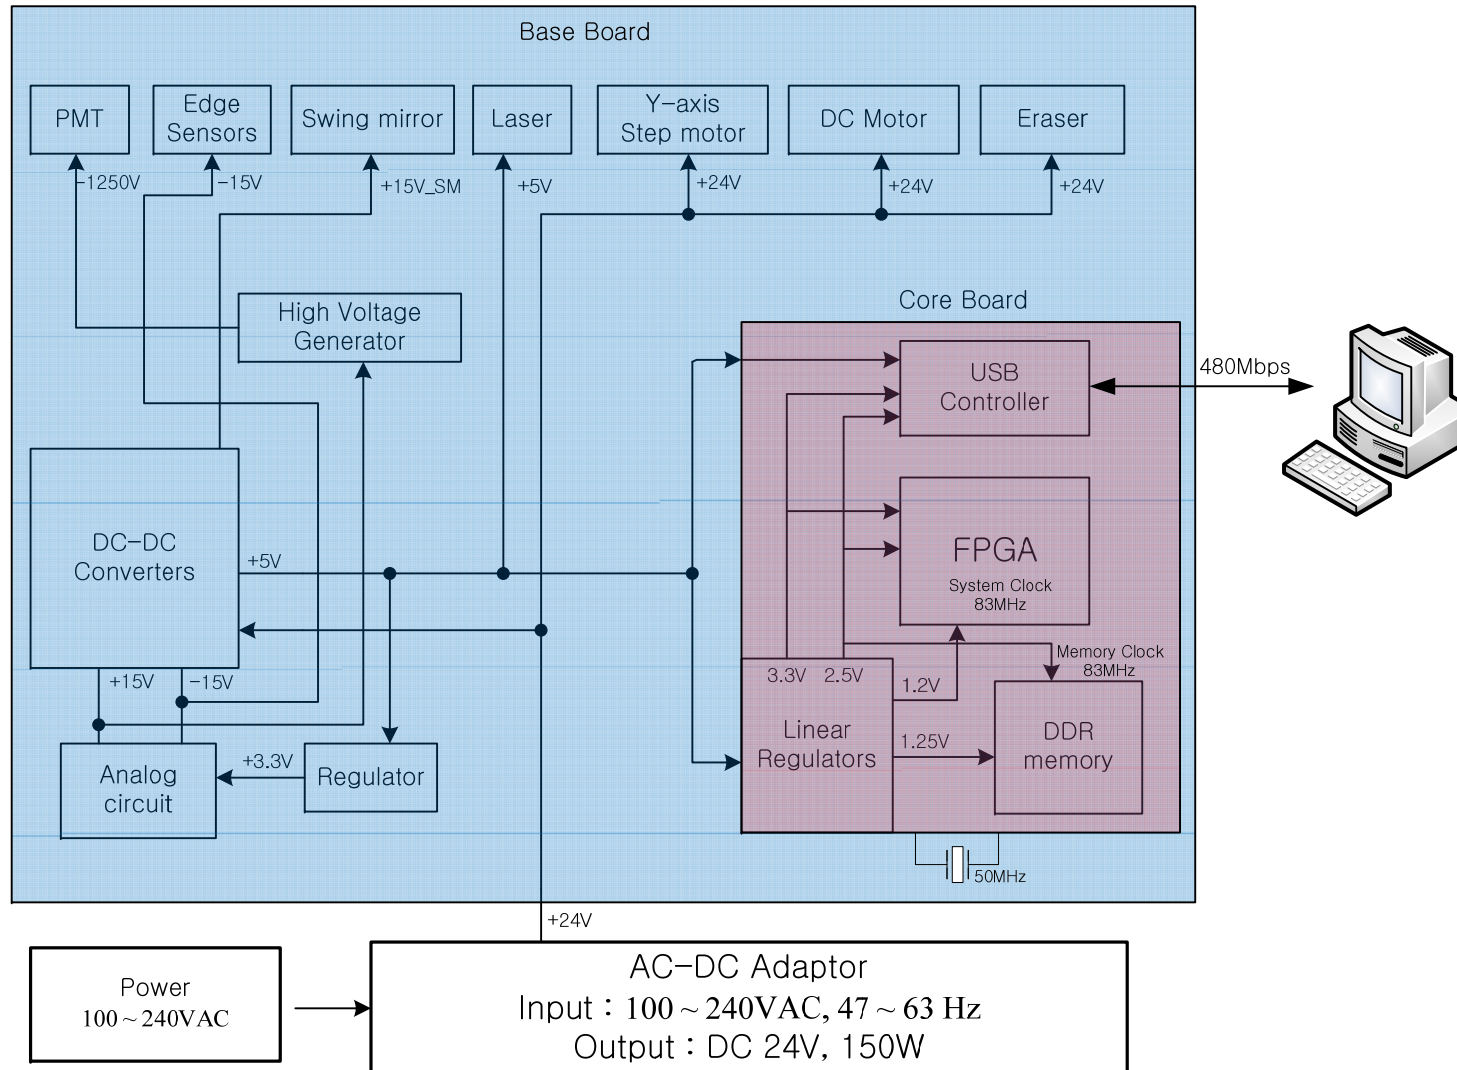 Base Board
PMT
Edge
Sensors
Swing mirror
Laser
Y-axis
Step motor
DC Motor
Eraser
-1250V
-15V
+15V_SM
+5V
+24V
+24V
+24V
High Voltage
Generator
Core Board
USB
Controller
480Mbps
DC-DC
Converters
+5V
FPGA
System Clock
83MHz
Memory Clock
83MHz
+15V
-15V
3.3V
2.5V
1.2V
Linear
Regulators
1.25V
DDR
memory
Analog
circuit
+3.3V
Regulator
50MHz
+24V
Power
100 ~ 240VAC
AC-DC Adaptor
Input : 100 ~ 240VAC, 47 ~ 63 Hz
Output : DC 24V, 150W